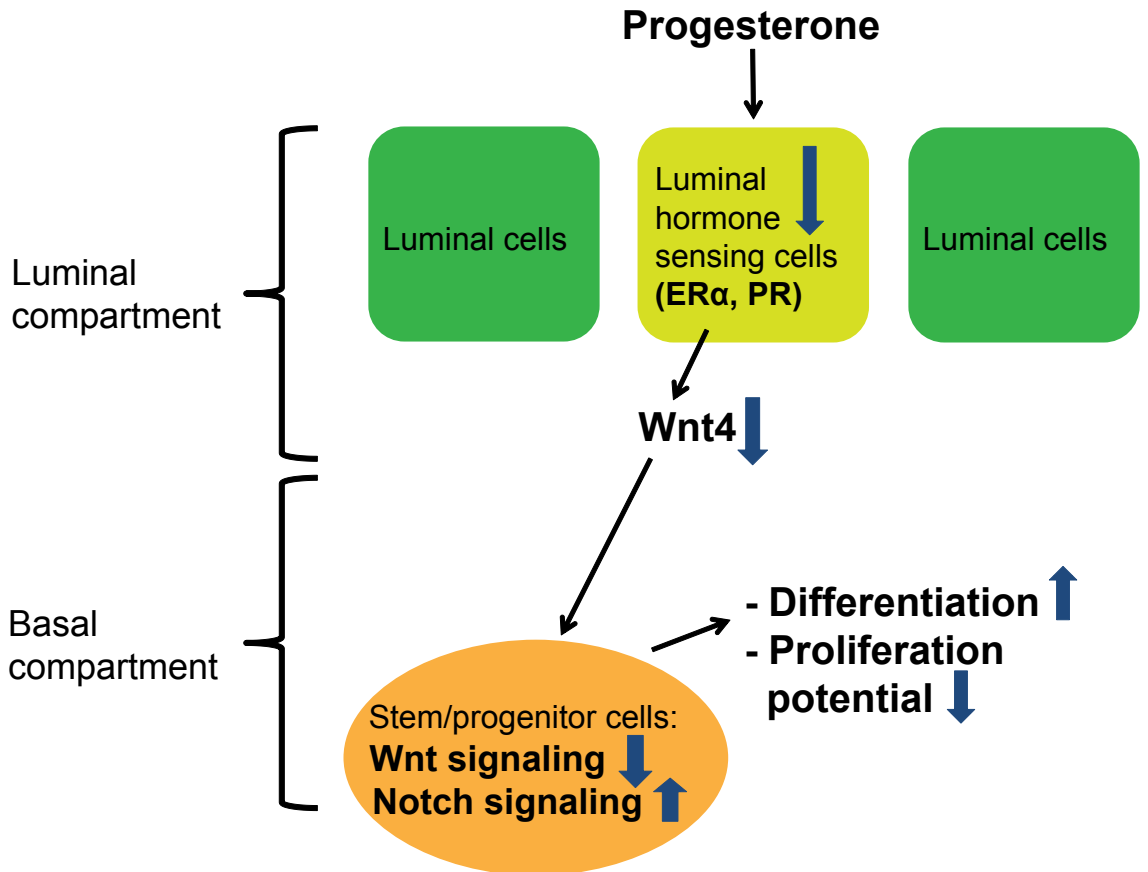 Progesterone
Luminal
compartment
Luminal cells
Luminal
hormone
sensing cells
(ERα, PR)
Luminal cells
Wnt4
Basal
compartment
- Differentiation
- Proliferation
potential
Stem/progenitor cells:
Wnt signaling
Notch signaling